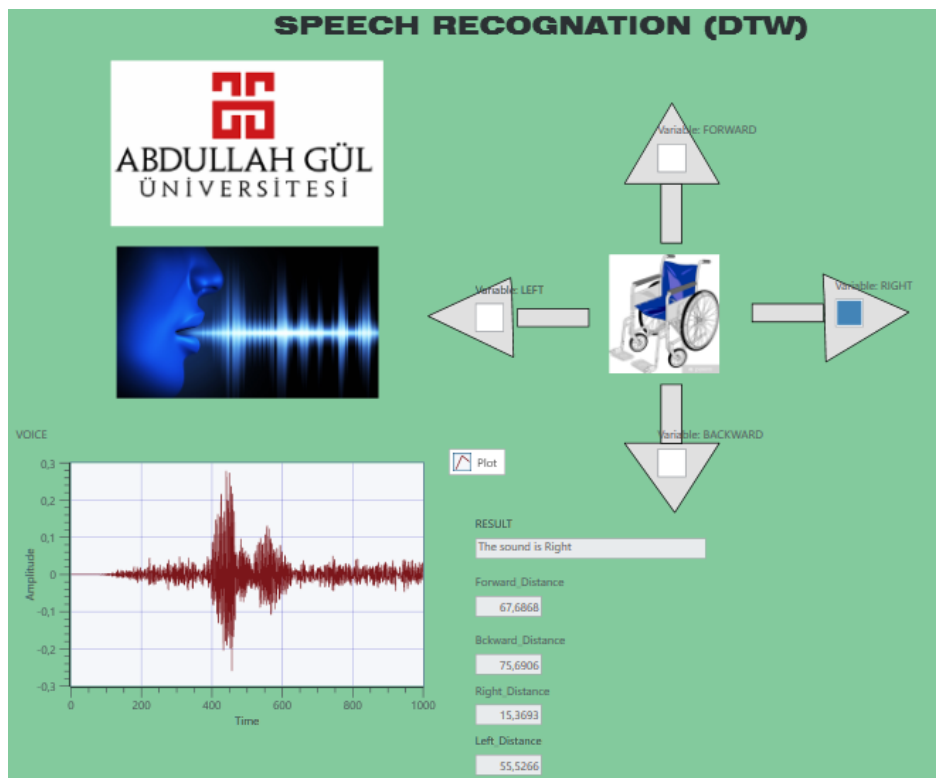 SPEECH RECOGNATION (DTW)
ABDULLAH GÜL
ÜNİVERSİTESİ
Variable: FORWARD
Variable: LEFT
Variable: RIGHT
Variable: BACKWARD
VOICE
Plot
0,3
0,2
0,1
0
-0,1
-0,2
-0,3
Amplitude
0 200 400 600 800 1000
Time
RESULT
The sound is Right
Forward_Distance
67,6868
Bckward_Distance
75,6906
Right_Distance
15,3693
Left_Distance
55,5266